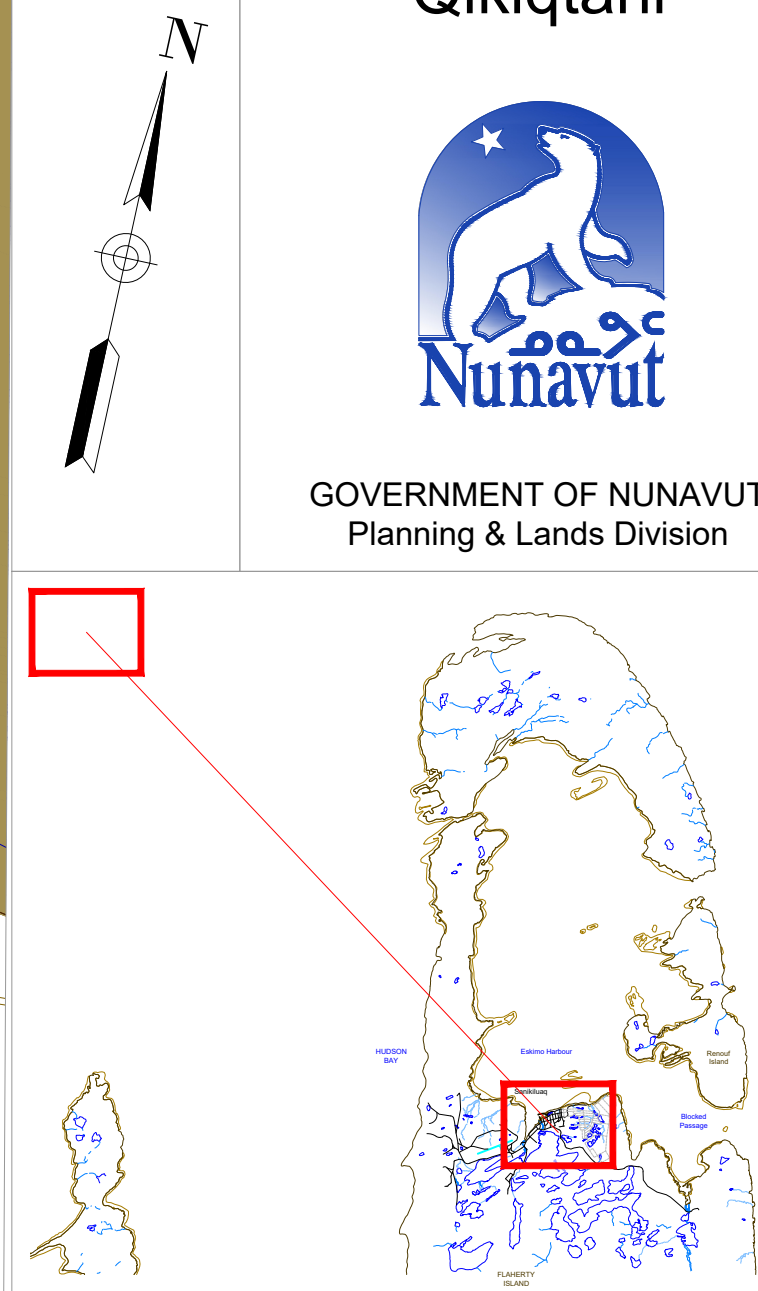 Qikiqtani
N
ᓄᓇᕗᑦ
Nunavut
GOVERNMENT OF NUNAVUT
Planning & Lands Division
HUDSON
BAY
Eskimo Harbour
Renouf
Island
Sanikiluaq
Blocked
Passage
FLAHERTY
ISLAND